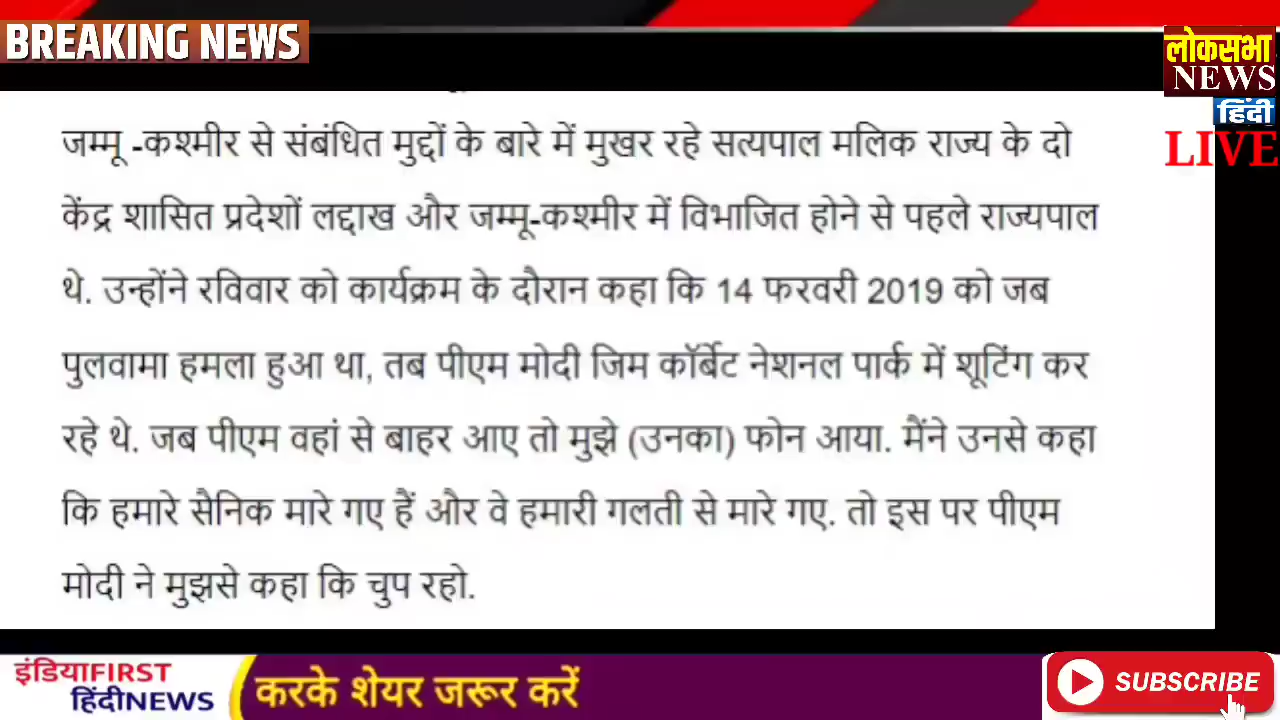 BREAKING NEWS
लोकसभा
NEWS
हिंदी
LIVE
जम्मू -कश्मीर से संबंधित मुद्दों के बारे में मुखर रहे सत्यपाल मलिक राज्य के दो
केंद्र शासित प्रदेशों लद्दाख और जम्मू-कश्मीर में विभाजित होने से पहले राज्यपाल
थे. उन्होंने रविवार को कार्यक्रम के दौरान कहा कि 14 फरवरी 2019 को जब
पुलवामा हमला हुआ था, तब पीएम मोदी जिम कॉर्बेट नेशनल पार्क में शूटिंग कर
रहे थे. जब पीएम वहां से बाहर आए तो मुझे (उनका) फोन आया. मैंने उनसे कहा
कि हमारे सैनिक मारे गए हैं और वे हमारी गलती से मारे गए. तो इस पर पीएम
मोदी ने मुझसे कहा कि चुप रहो.
इंडियाFIRST
हिंदीNEWS
करके शेयर जरूर करें
SUBSCRIBE